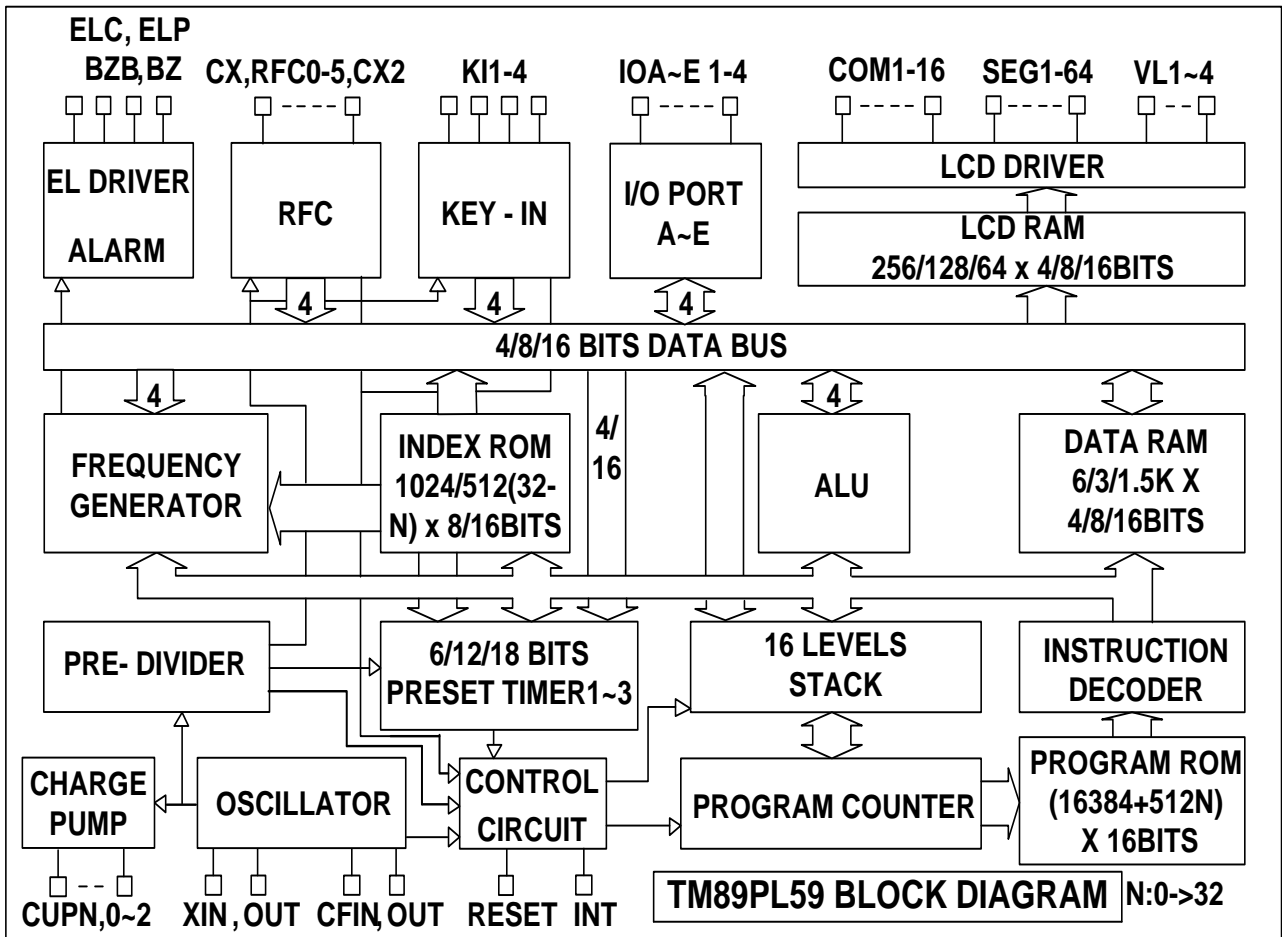 ELC, ELP
BZB, BZ
CX,RFC0-5,CX2
KI1-4
IOA~E 1-4
COM1-16
SEG1-64
VL1~4
EL DRIVER
ALARM
RFC
KEY - IN
I/O PORT
A~E
LCD DRIVER
LCD RAM
256/128/64 x 4/8/16BITS
4
4
4
4/8/16 BITS DATA BUS
4
4/
16
4
FREQUENCY
GENERATOR
INDEX ROM
1024/512(32-
N) x 8/16BITS
ALU
DATA RAM
6/3/1.5K X
4/8/16BITS
PRE- DIVIDER
6/12/18 BITS
PRESET TIMER1~3
16 LEVELS
STACK
INSTRUCTION
DECODER
CHARGE
PUMP
OSCILLATOR
CONTROL
CIRCUIT
PROGRAM COUNTER
PROGRAM ROM
(16384+512N)
X 16BITS
CUPN,0~2
XIN , OUT
CFIN, OUT
RESET
INT
TM89PL59 BLOCK DIAGRAM
N:0->32